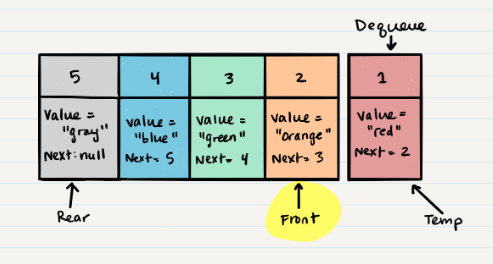 Dequeue
5 4 3 2 1
value = "gray" Next: null
value = "blue" Next= 5
value = "green" Next= 4
value = "orange" Next= 3
value = "red" Next = 2
Rear
Front
Temp